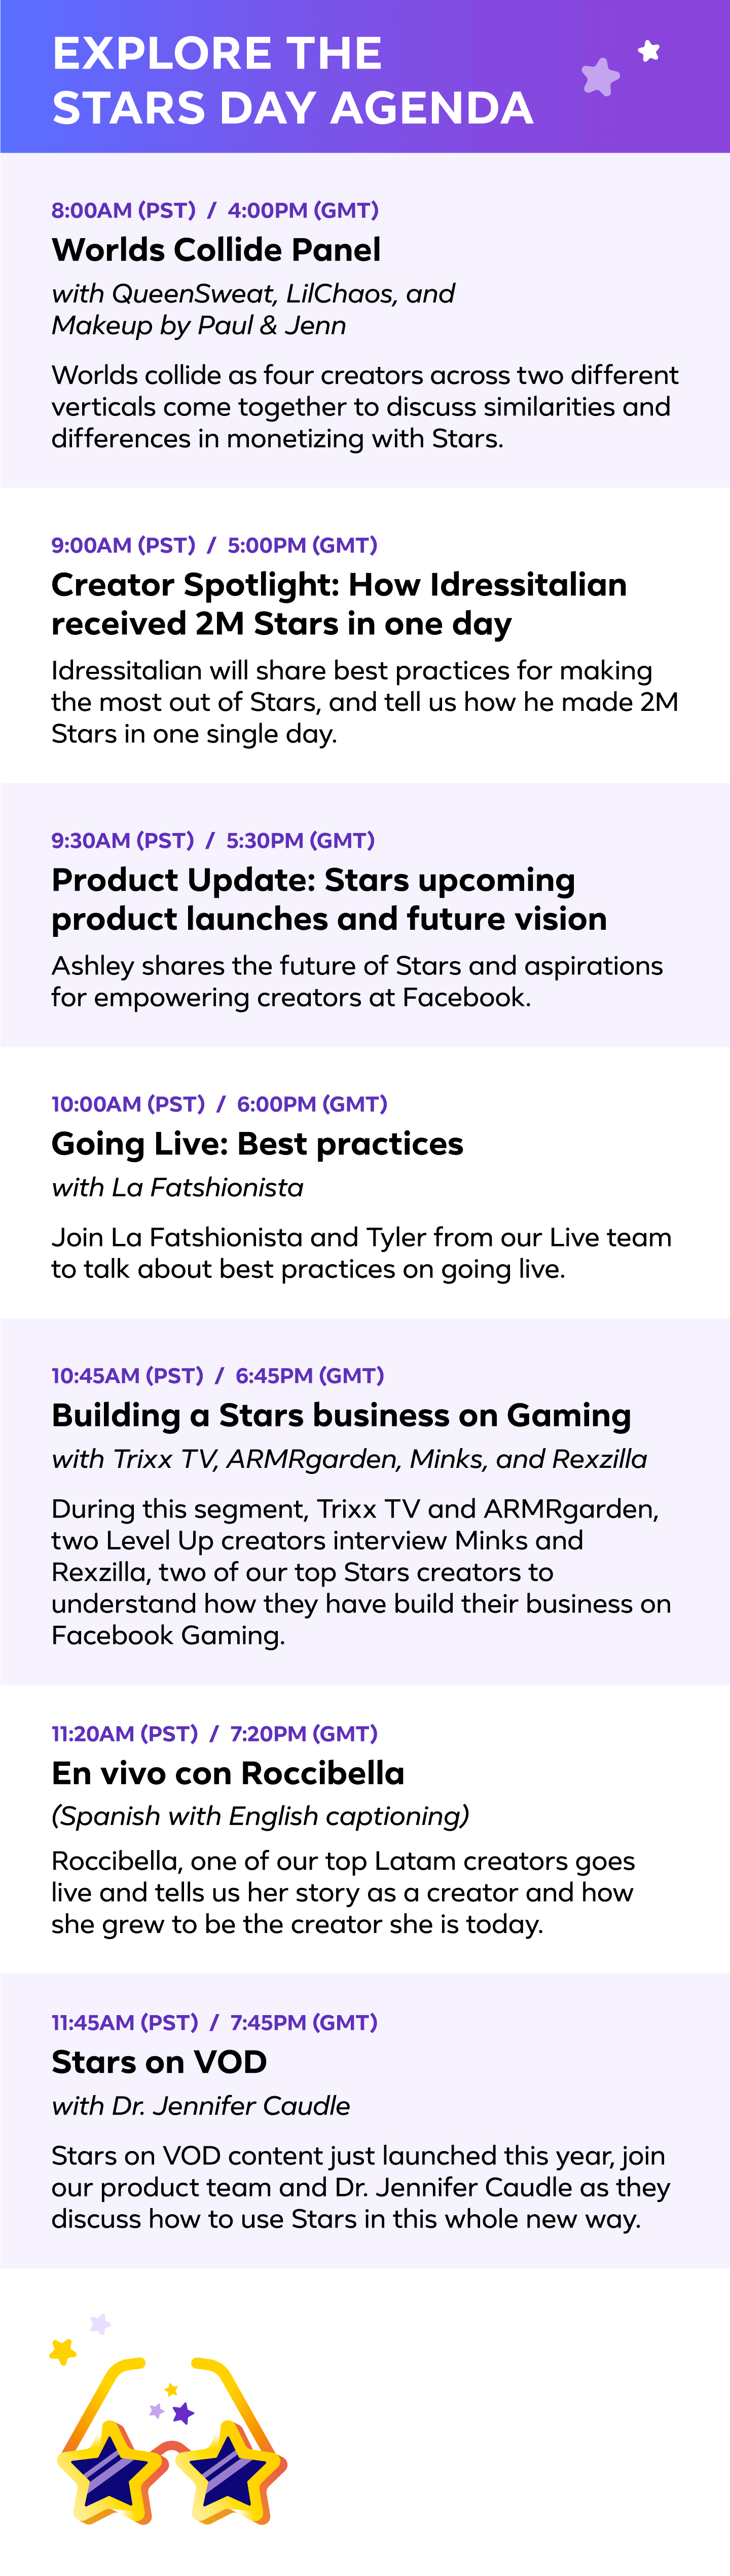 EXPLORE THE
STARS DAY AGENDA
8:00AM (PST) / 4:00PM (GMT)
Worlds Collide Panel
with QueenSweat, LilChaos, and
Makeup by Paul & Jenn
Worlds collide as four creators across two different
verticals come together to discuss similarities and
differences in monetizing with Stars.
9:00AM (PST) / 5:00PM (GMT)
Creator Spotlight: How Idressitalian
received 2M Stars in one day
Idressitalian will share best practices for making
the most out of Stars, and tell us how he made 2M
Stars in one single day.
9:30AM (PST) / 5:30PM (GMT)
Product Update: Stars upcoming
product launches and future vision
Ashley shares the future of Stars and aspirations
for empowering creators at Facebook.
10:00AM (PST) / 6:00PM (GMT)
Going Live: Best practices
with La Fatshionista
Join La Fatshionista and Tyler from our Live team
to talk about best practices on going live.
10:45AM (PST) / 6:45PM (GMT)
Building a Stars business on Gaming
with Trixx TV, ARMRgarden, Minks, and Rexzilla
During this segment, Trixx TV and ARMRgarden,
two Level Up creators interview Minks and
Rexzilla, two of our top Stars creators to
understand how they have build their business on
Facebook Gaming.
11:20AM (PST) / 7:20PM (GMT)
En vivo con Roccibella
(Spanish with English captioning)
Roccibella, one of our top Latam creators goes
live and tells us her story as a creator and how
she grew to be the creator she is today.
11:45AM (PST) / 7:45PM (GMT)
Stars on VOD
with Dr. Jennifer Caudle
Stars on VOD content just launched this year, join
our product team and Dr. Jennifer Caudle as they
discuss how to use Stars in this whole new way.